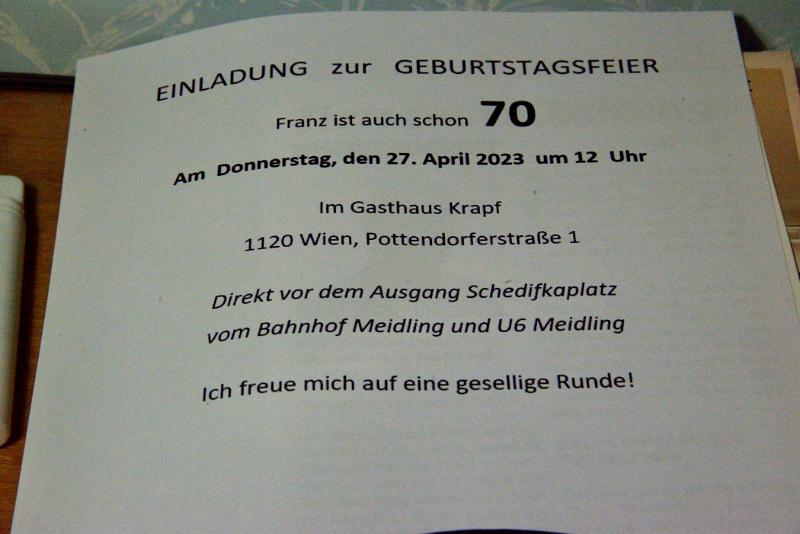 EINLADUNG zur GEBURTSTAGSFEIER
Franz ist auch schon 70
Am Donnerstag, den 27. April 2023 um 12 Uhr
Im Gasthaus Krapf
1120 Wien, Pottendorferstraße 1
Direkt vor dem Ausgang Schedifkaplatz
vom Bahnhof Meidling und U6 Meidling
Ich freue mich auf eine gesellige Runde!